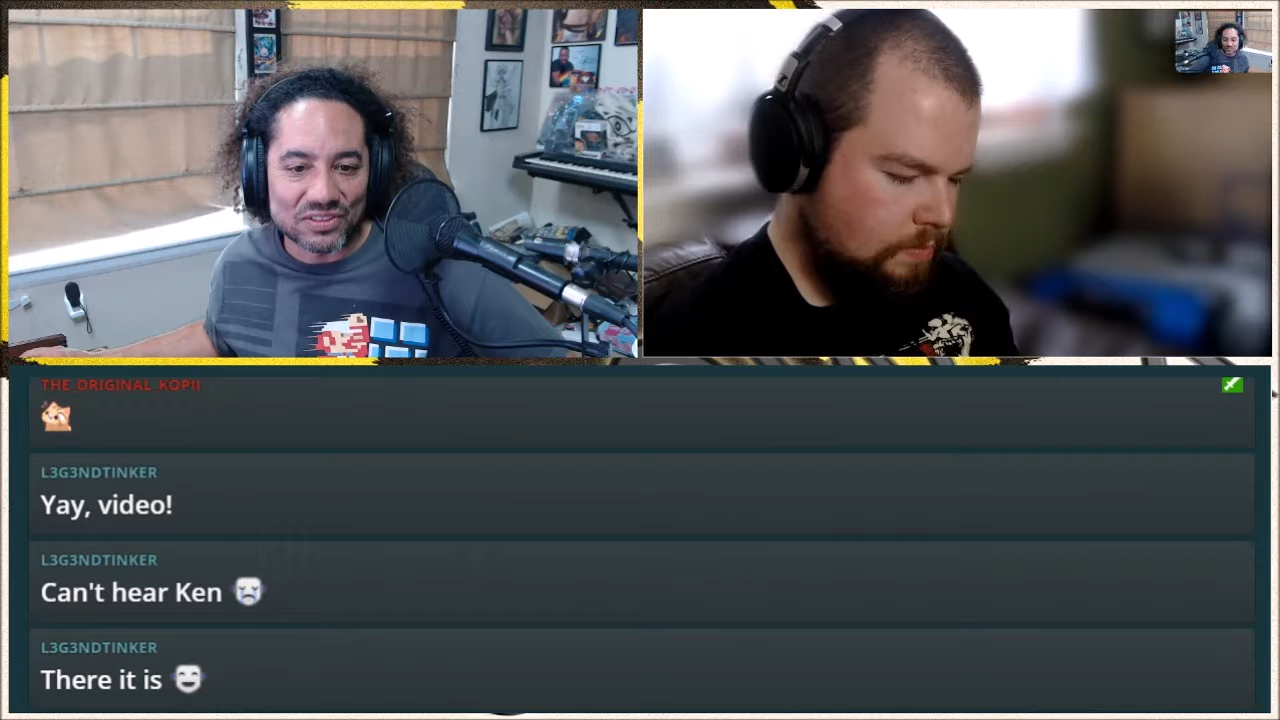 THE_ORIGINAL_KOPII
L3G3NDTINKER
Yay, video!
L3G3NDTINKER
Can't hear Ken
L3G3NDTINKER
There it is